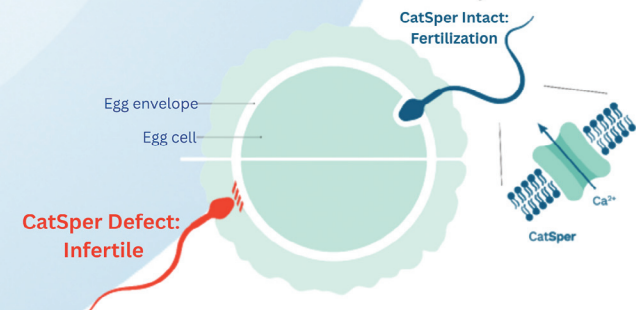 CatSper Intact:
Fertilization
Egg envelope
Egg cell
CatSper Defect:
Infertile
Ca²⁺
CatSper